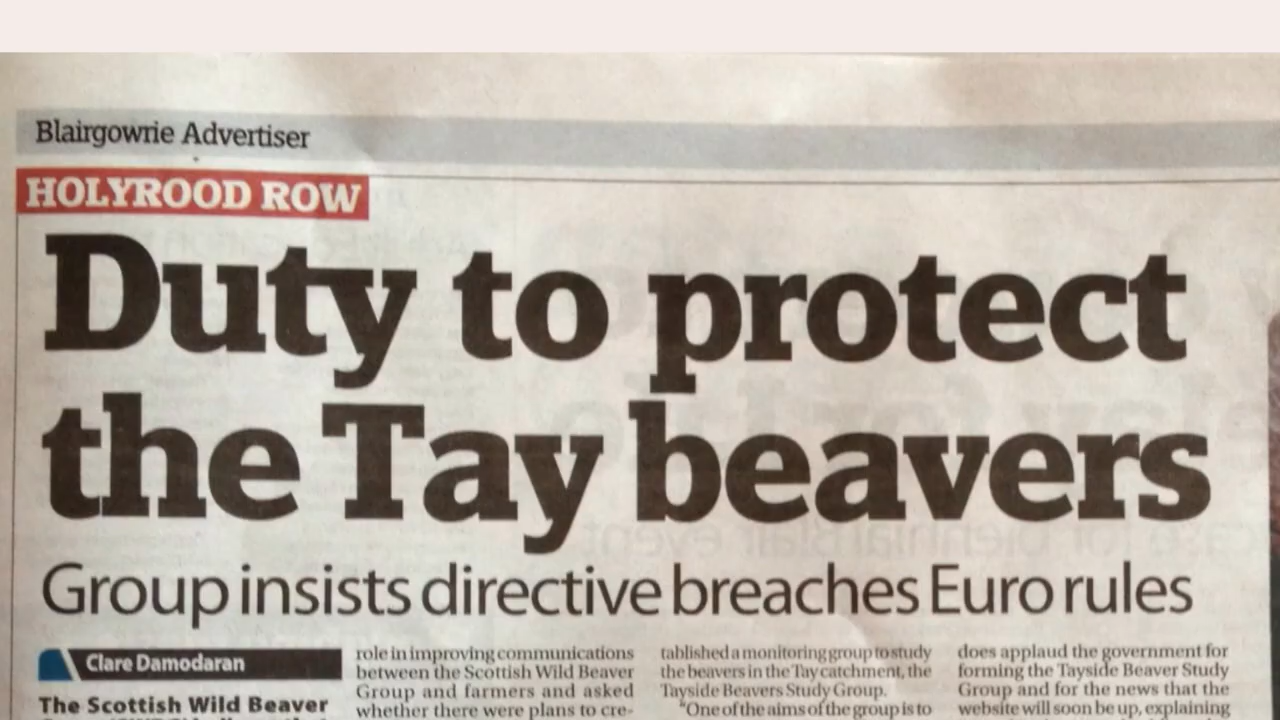 Blairgowrie Advertiser
HOLYROOD ROW
Duty to protect
the Tay beavers
Group insists directive breaches Euro rules
Clare Damodaran
The Scottish Wild Beaver
role in improving communications
between the Scottish Wild Beaver
Group and farmers and asked
whether there were plans to cre-
tablished a monitoring group to study
the beavers in the Tay catchment, the
Tayside Beavers Study Group.
"One of the aims of the group is to
does applaud the government for
forming the Tayside Beaver Study
Group and for the news that the
website will soon be up, explaining